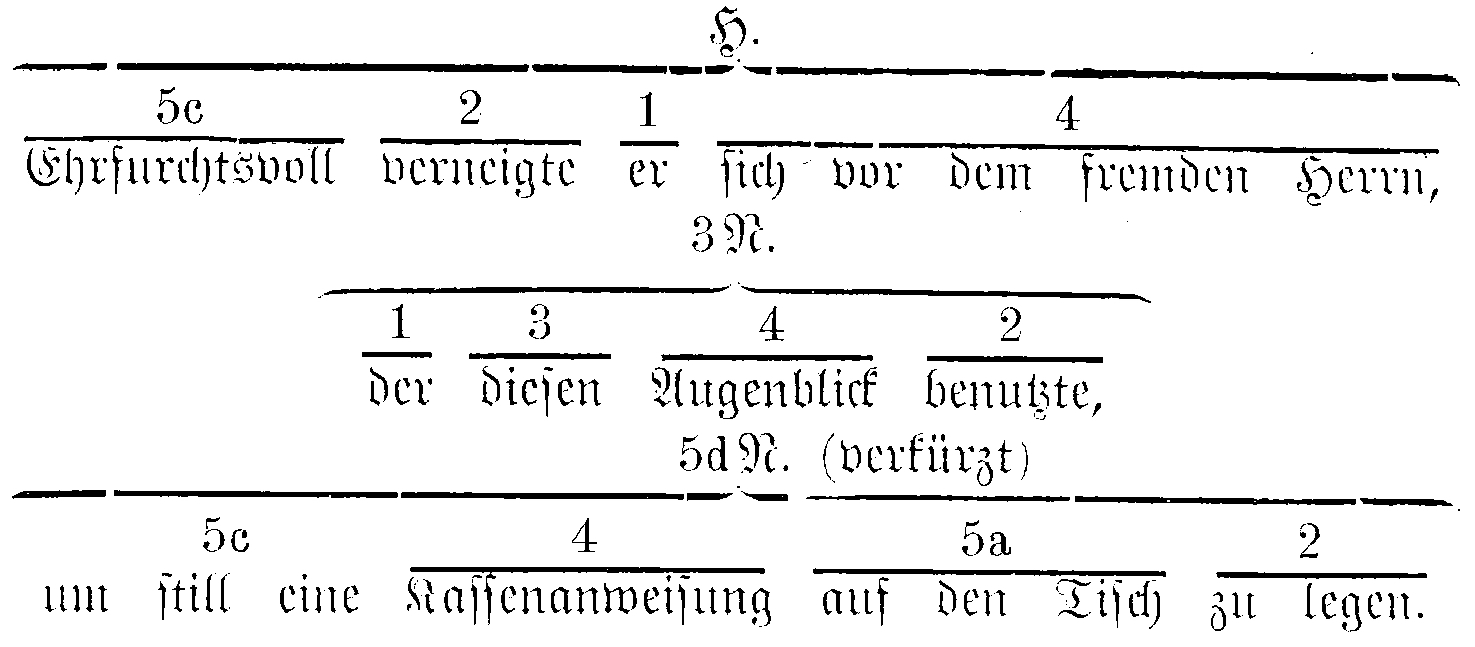 H.
5c 2 1 4
Ehrfurchtsvoll verneigte er sich vor dem fremden Herrn,
3 N.
1 3 4 2
der diesen Augenblick benutzte,
5d N. (verkürzt)
5c 4 5a 2
um still eine Kassenanweisung auf den Tisch zu legen.